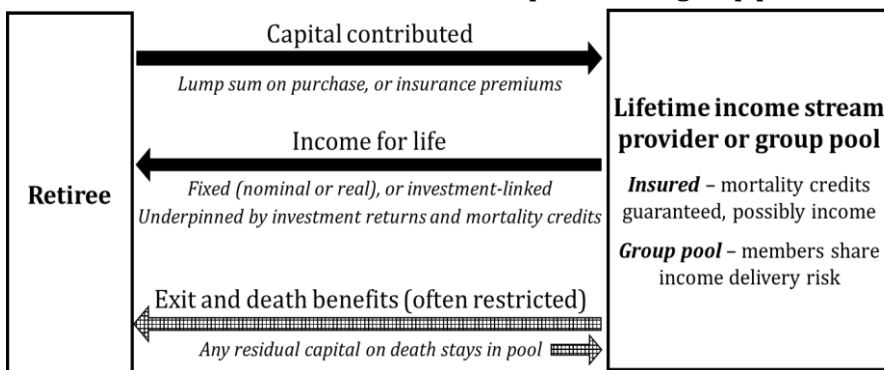 Capital contributed
Lump sum on purchase, or insurance premiums
Income for life
Fixed (nominal or real), or investment-linked
Underpinned by investment returns and mortality credits
Exit and death benefits (often restricted)
Any residual capital on death stays in pool
Retiree
Lifetime income stream
provider or group pool
Insured – mortality credits
guaranteed, possibly income
Group pool – members share
income delivery risk